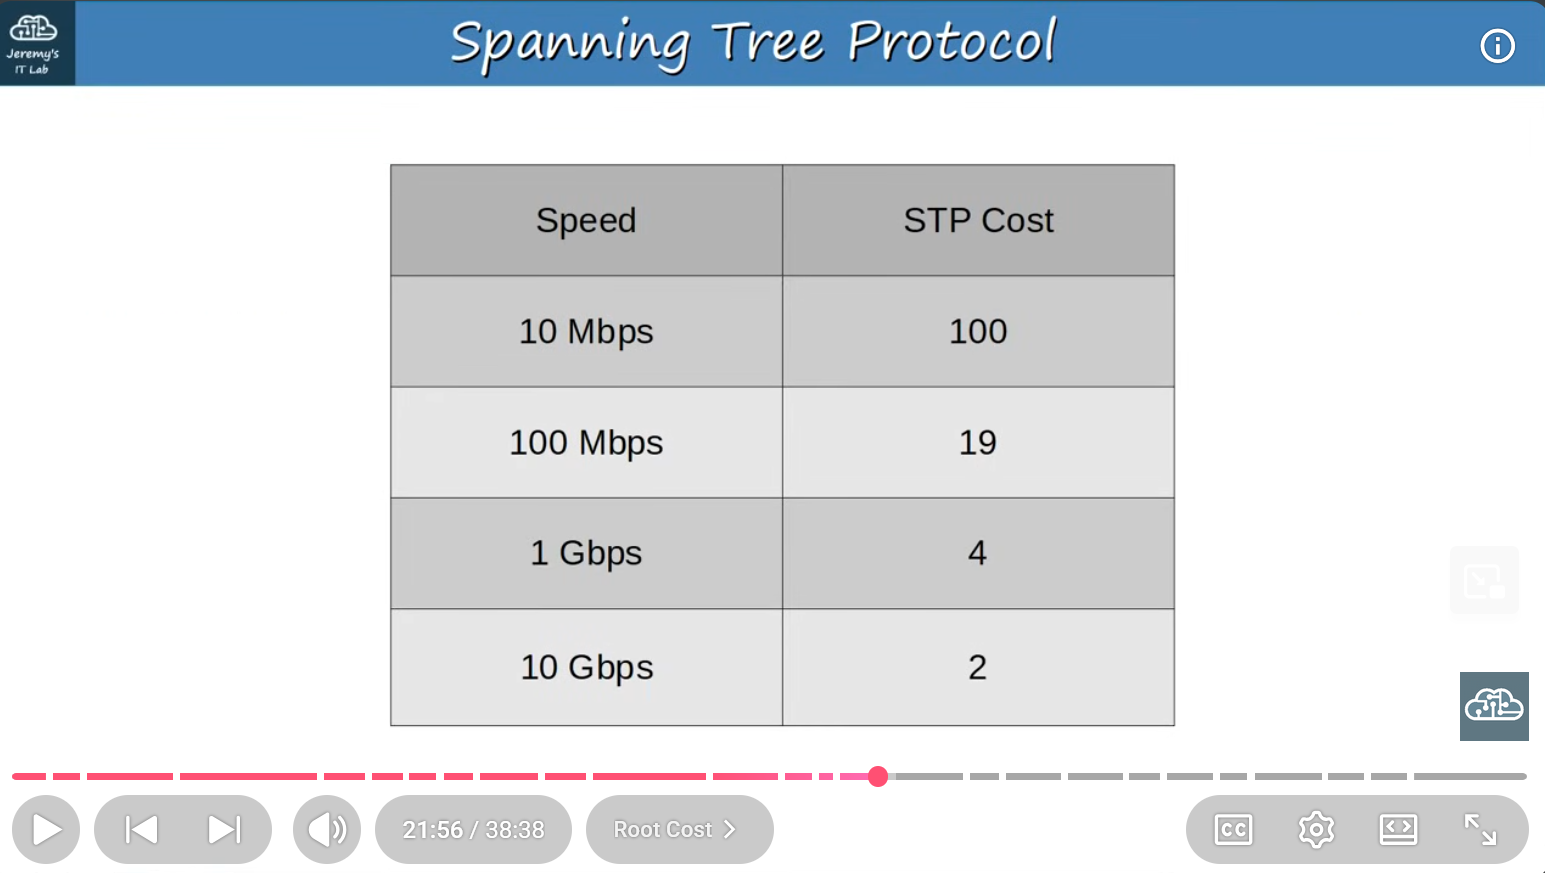 Jeremy's
IT Lab
Spanning Tree Protocol
Speed STP Cost
10 Mbps 100
100 Mbps 19
1 Gbps 4
10 Gbps 2
21:56 / 38:38
Root Cost
CC